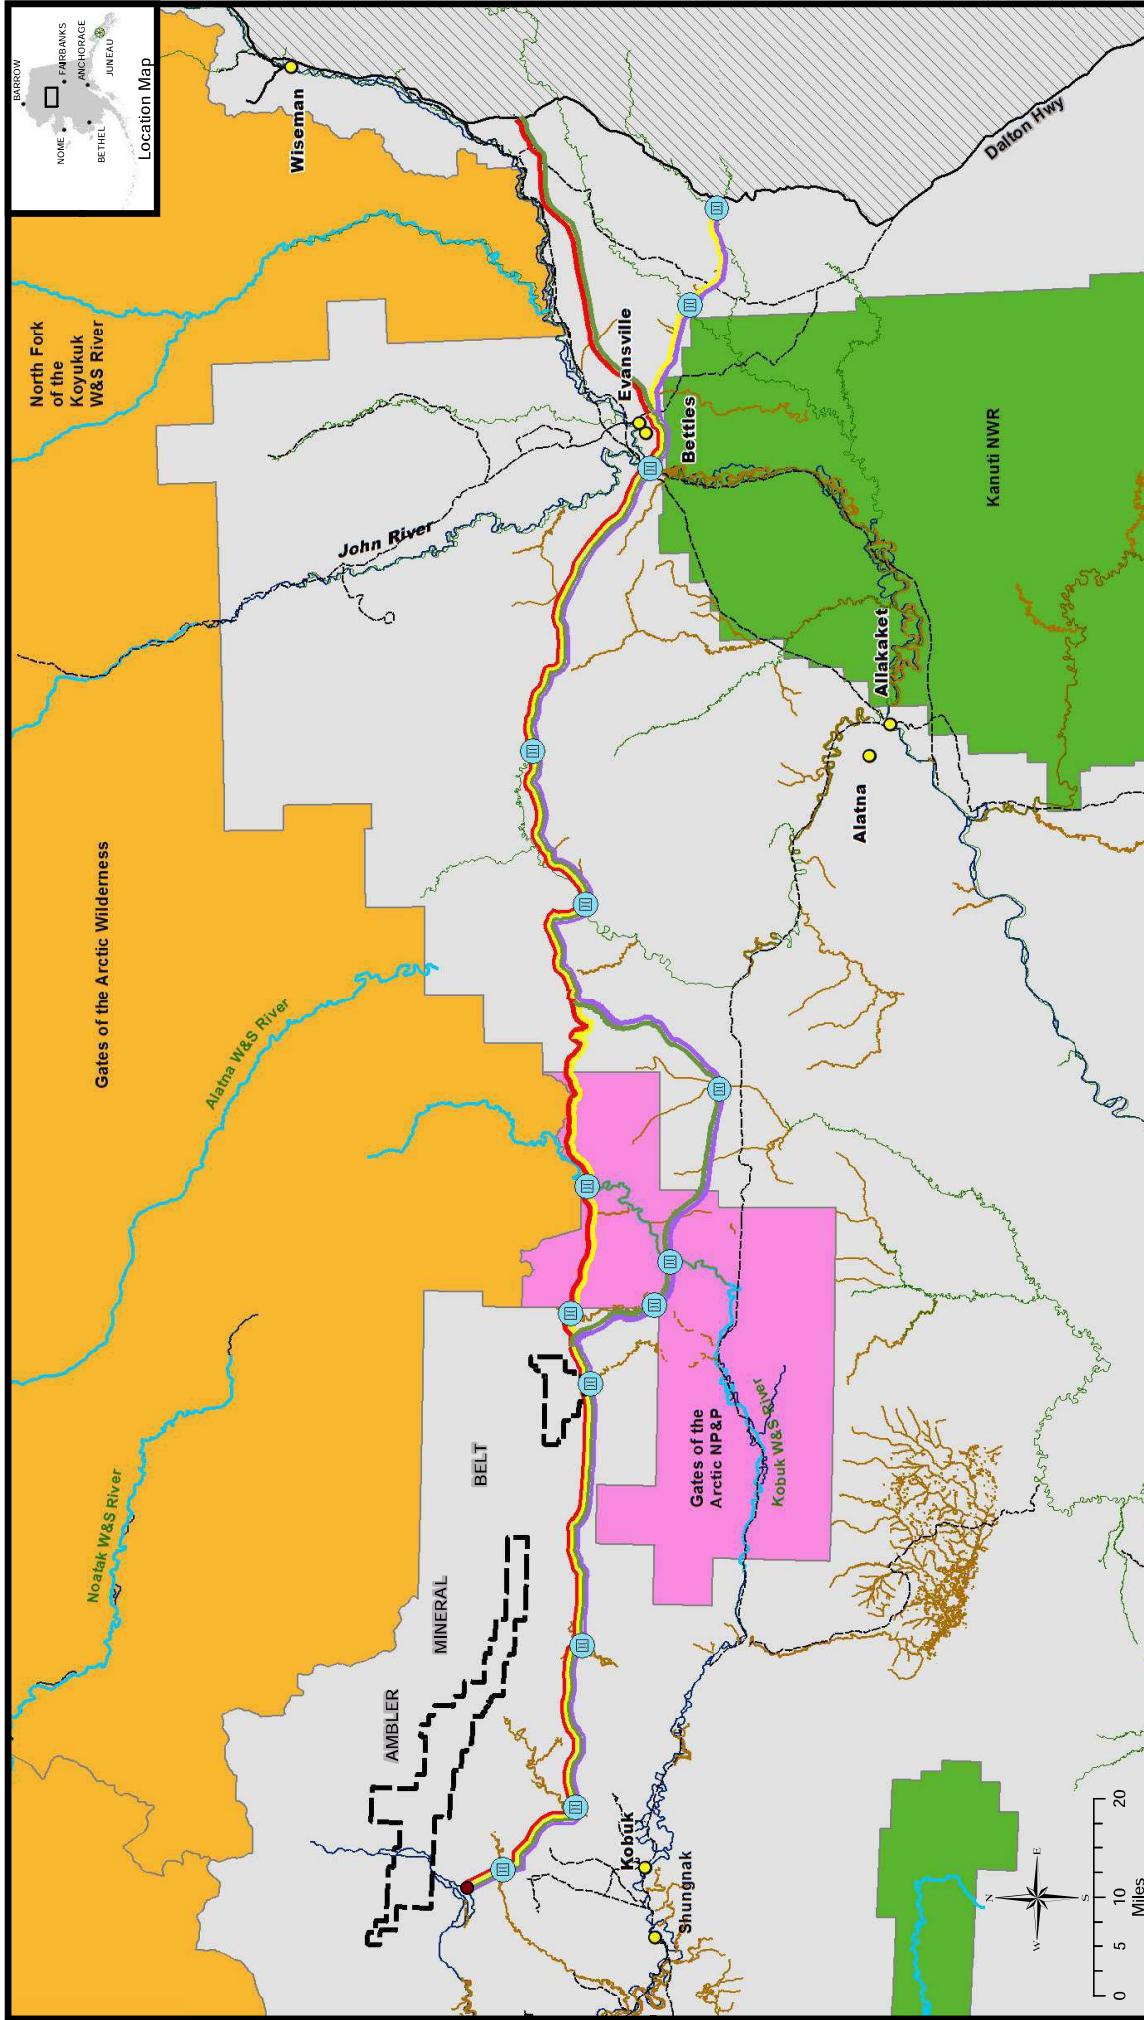 BARROW
NOME
FAIRBANKS
ANCHORAGE
BETHEL
JUNEAU
Location Map
Wiseman
North Fork
of the
Koyukuk
W&S River
Dalton Hwy
Evansville
Bettles
John River
Kanuti NWR
Allakaket
Alatna
Gates of the Arctic Wilderness
Alatna W&S River
Noatak W&S River
AMBLER
MINERAL
BELT
Gates of the
Arctic NP&P
Kobuk W&S River
Kobuk
Shungnak
N
W
E
S
0 5 10 20
Miles